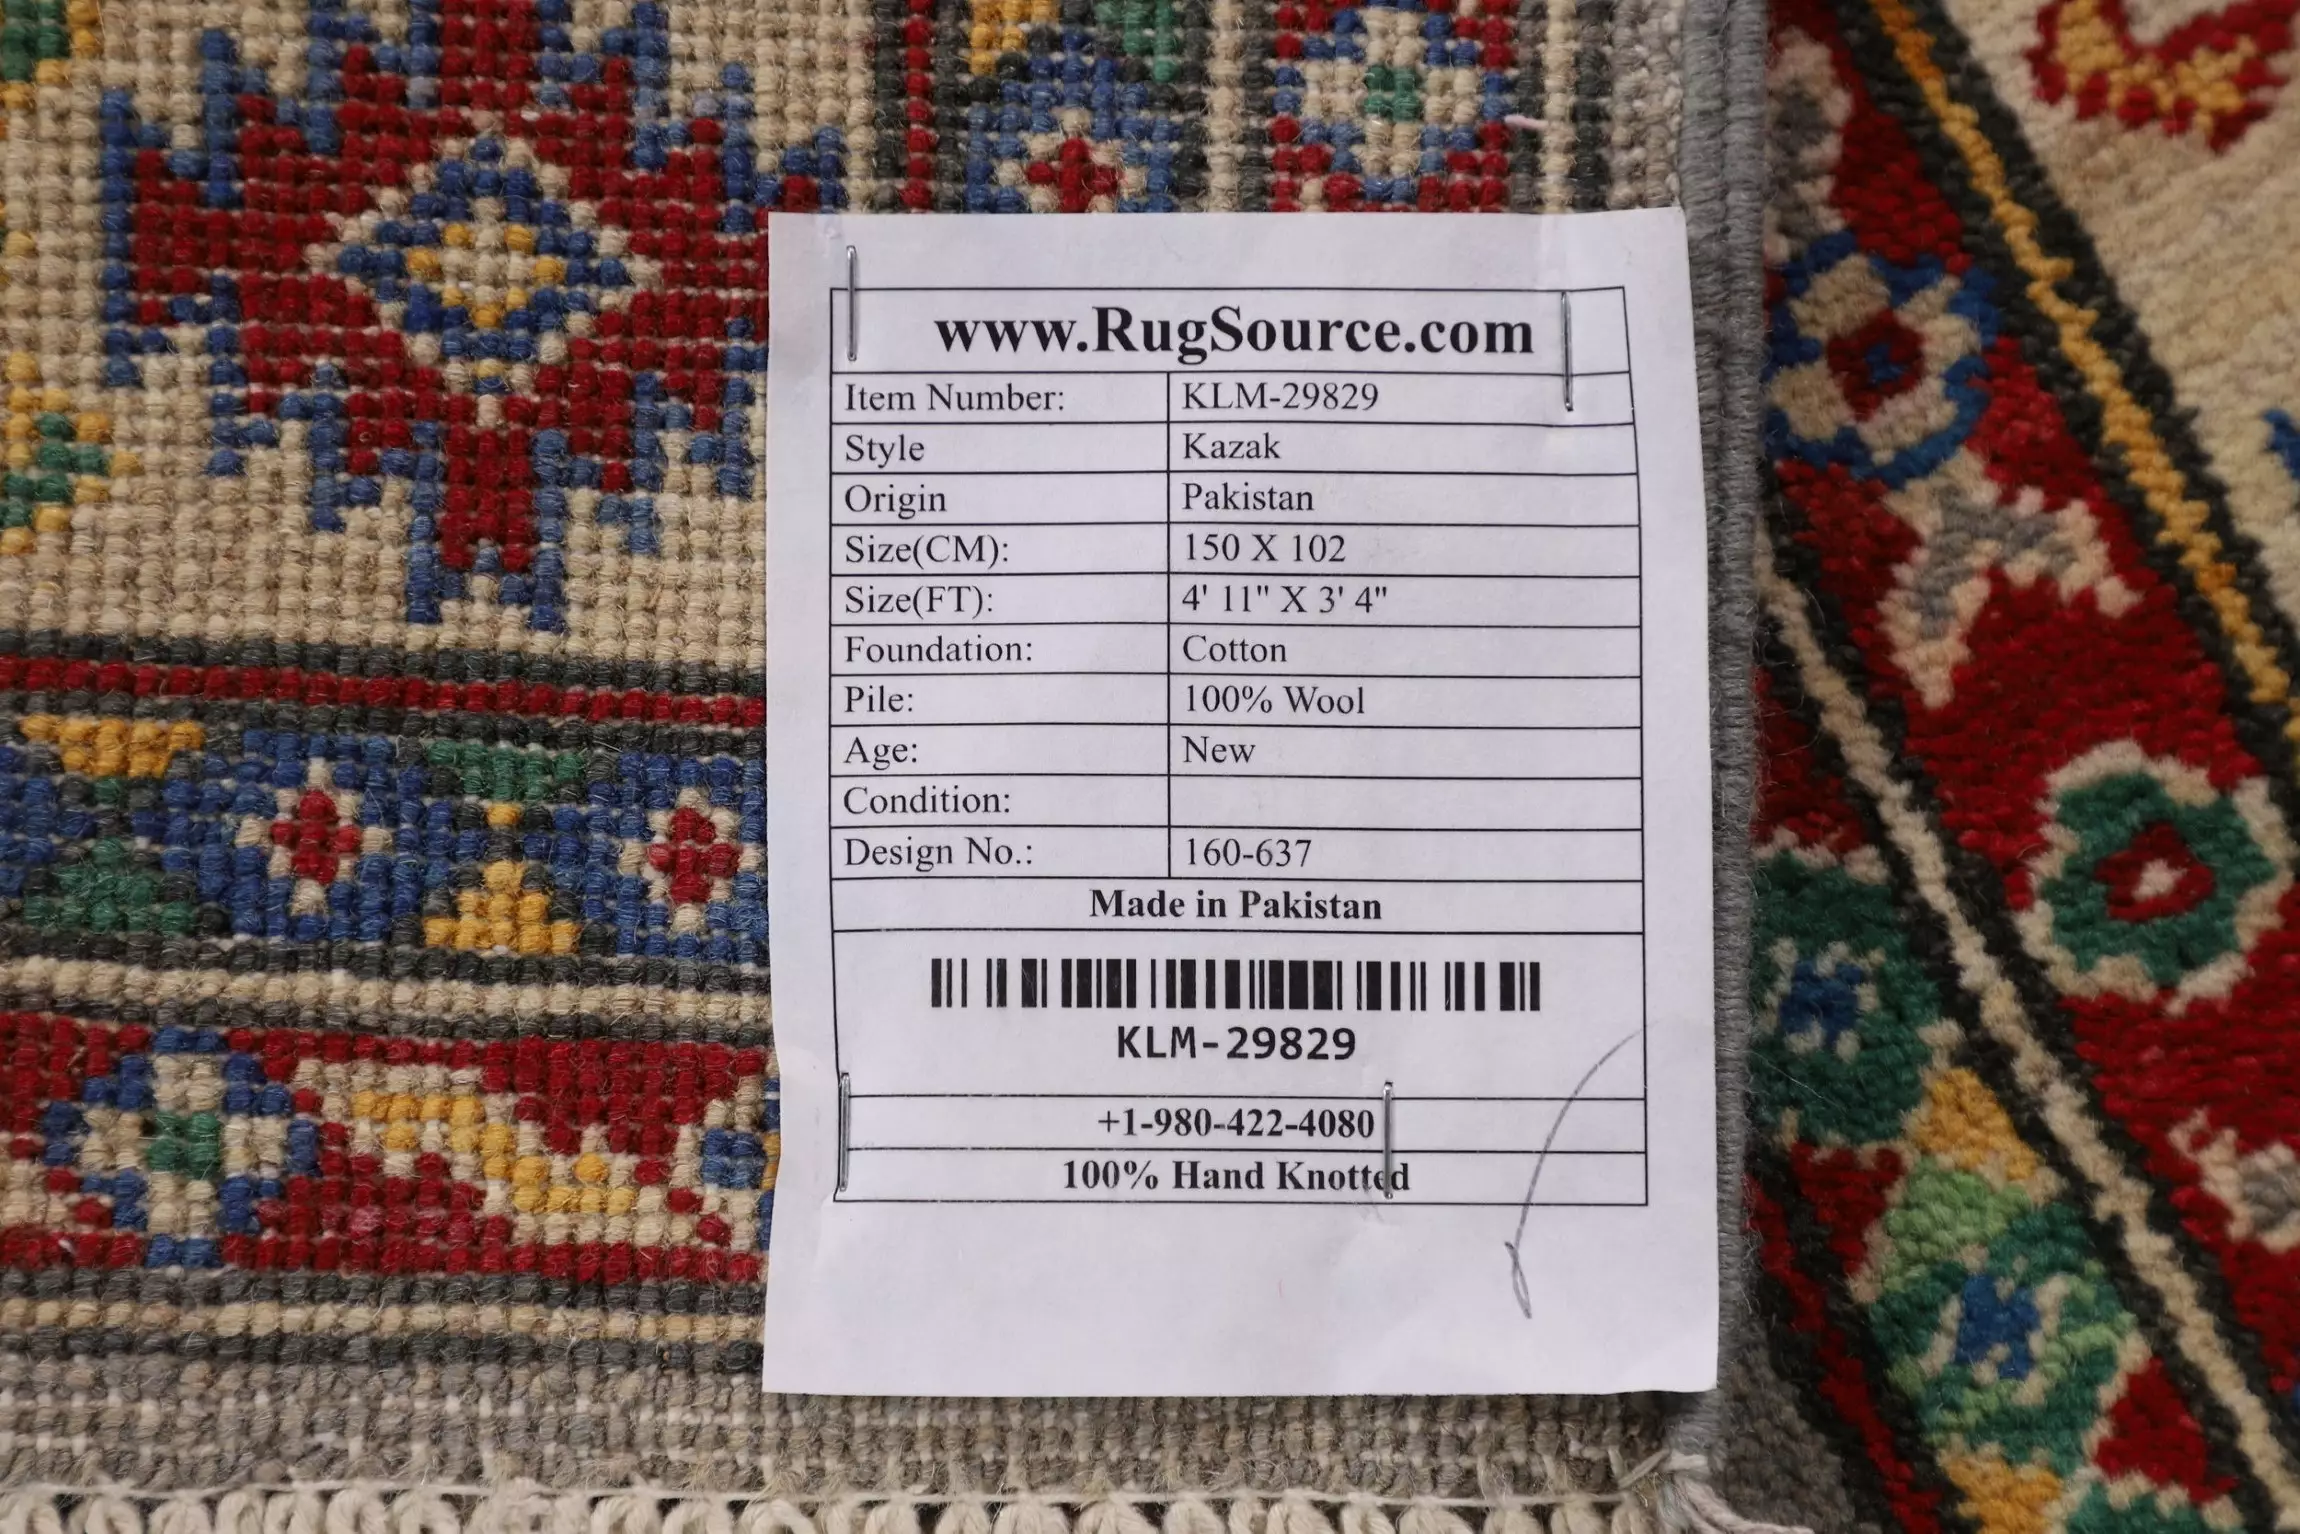 www.RugSource.com
Item Number: KLM-29829
Style Kazak
Origin Pakistan
Size(CM): 150 X 102
Size(FT): 4' 11" X 3' 4"
Foundation: Cotton
Pile: 100% Wool
Age: New
Condition:
Design No.: 160-637
Made in Pakistan
KLM-29829
+1-980-422-4080
100% Hand Knotted